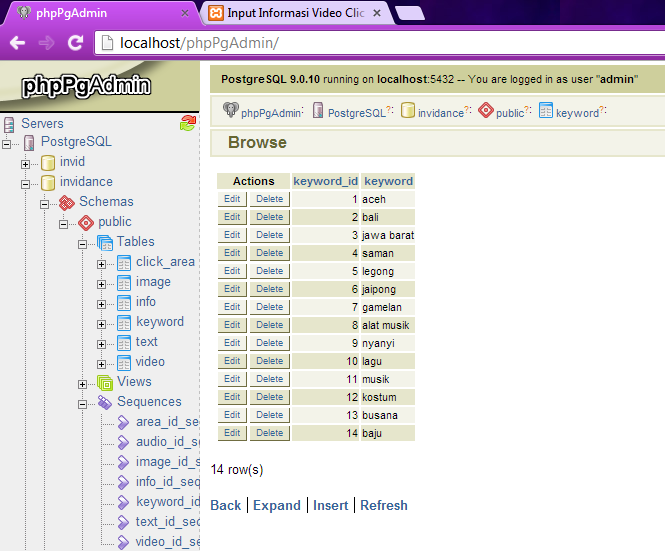 phpPgAdmin
Input Informasi Video Clic
localhost/phpPgAdmin/
phpPgAdmin
Servers
PostgreSQL
invid
invidance
Schemas
public
Tables
click_area
image
info
keyword
text
video
Views
Sequences
area_id_se
audio_id_se
image_id_s
info_id_sec
keyword_id
text_id_sec
video_id_se
PostgreSQL 9.0.10 running on localhost:5432 -- You are logged in as user "admin"
phpPgAdmin: PostgreSQL?: invidance?: public?: keyword?:
Browse
Actions keyword_id keyword
Edit Delete 1 aceh
Edit Delete 2 bali
Edit Delete 3 jawa barat
Edit Delete 4 saman
Edit Delete 5 legong
Edit Delete 6 jaipong
Edit Delete 7 gamelan
Edit Delete 8 alat musik
Edit Delete 9 nyanyi
Edit Delete 10 lagu
Edit Delete 11 musik
Edit Delete 12 kostum
Edit Delete 13 busana
Edit Delete 14 baju
14 row(s)
Back | Expand | Insert | Refresh